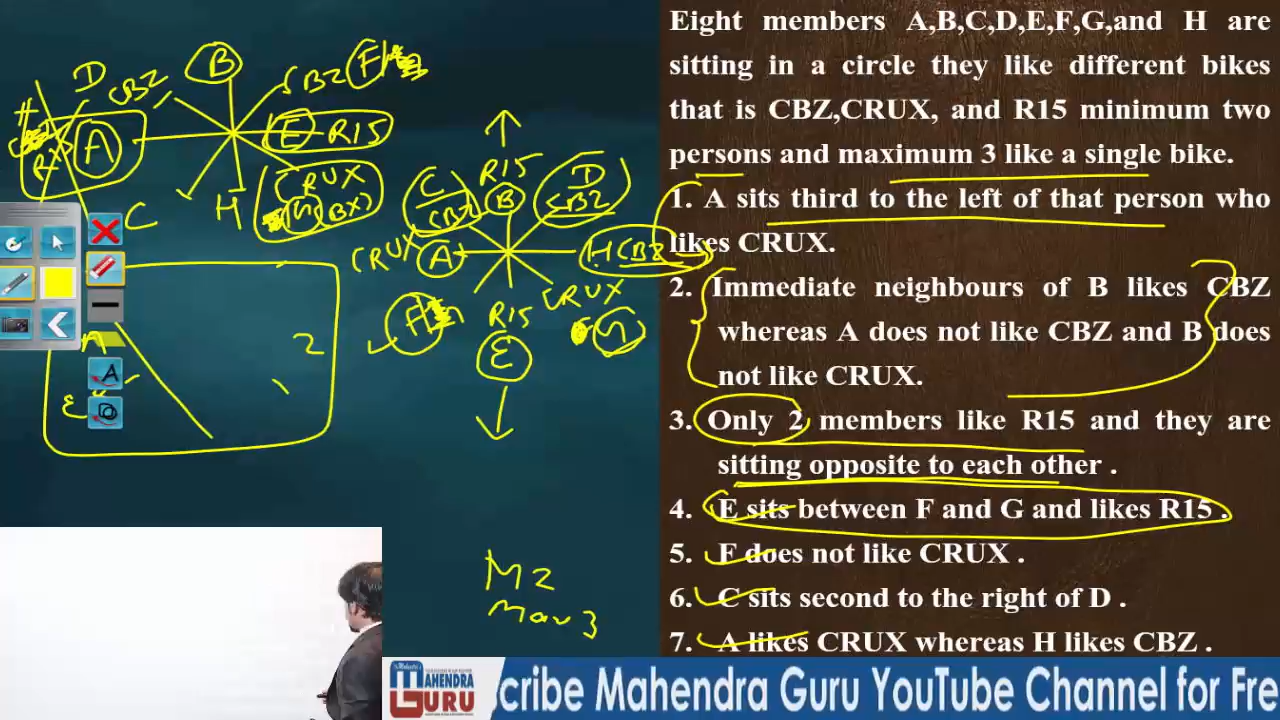 Eight members A,B,C,D,E,F,G,and H are
sitting in a circle they like different bikes
that is CBZ,CRUX, and R15 minimum two
persons and maximum 3 like a single bike.
1. A sits third to the left of that person who
likes CRUX.
2. Immediate neighbours of B likes CBZ
whereas A does not like CBZ and B does
not like CRUX.
3. Only 2 members like R15 and they are
sitting opposite to each other .
4. E sits between F and G and likes R15 .
5. F does not like CRUX .
6. C sits second to the right of D .
7. A likes CRUX whereas H likes CBZ .
D
CBZ
B
E R15
A
CRUX
H
C
2
R15
B
D
C
CBZ
CRUX
A
H CBZ
R15
E
CRUX
M2
Max 3
Mahendra's
MAHENDRA
GURU
scribe Mahendra Guru YouTube Channel for Fre